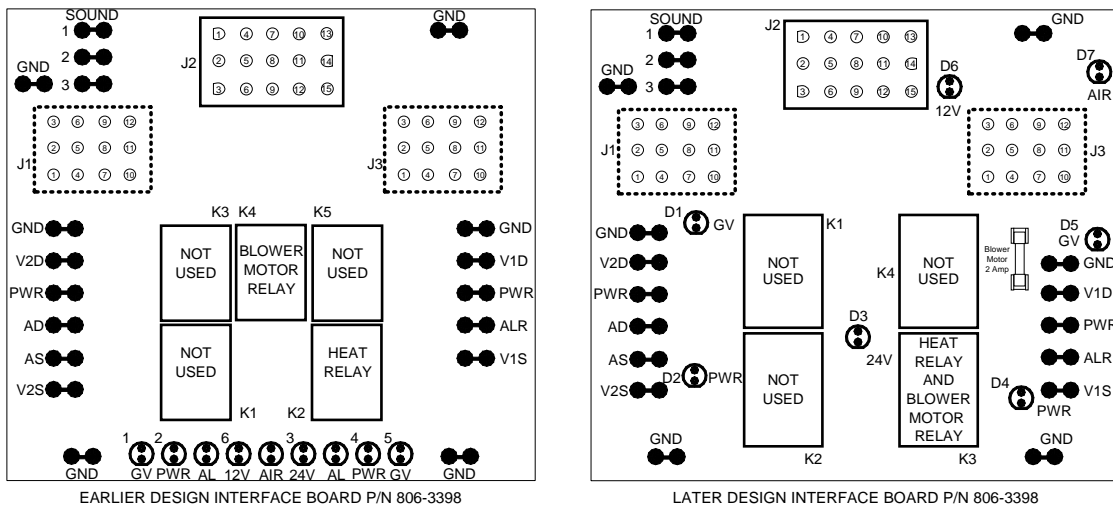 SOUND
1
2
3
GND
GND
J2
1 4 7 10 13
2 5 8 11 14
3 6 9 12 15
J1
3 6 9 12
2 5 8 11
1 4 7 10
J3
3 6 9 12
2 5 8 11
1 4 7 10
GND
V2D
PWR
AD
AS
V2S
K3 K4 K5
NOT
USED
BLOWER
MOTOR
RELAY
NOT
USED
NOT
USED
HEAT
RELAY
K1 K2
GND
V1D
PWR
ALR
V1S
1 2 6 3 4 5
GND GV PWR AL 12V AIR 24V AL PWR GV GND
EARLIER DESIGN INTERFACE BOARD P/N 806-3398
SOUND
1
2
3
GND
GND
J2
1 4 7 10 13
2 5 8 11 14
3 6 9 12 15
D6
12V
D7
AIR
J1
3 6 9 12
2 5 8 11
1 4 7 10
J3
3 6 9 12
2 5 8 11
1 4 7 10
D1
GV
GND
V2D
PWR
AD
AS
V2S
D2 PWR
K1
NOT
USED
K4
NOT
USED
Blower
Motor
2 Amp
D5
GV
GND
V1D
PWR
ALR
V1S
D3
24V
NOT
USED
K2
HEAT
RELAY
AND
BLOWER
MOTOR
RELAY
K3
D4
PWR
GND
GND
LATER DESIGN INTERFACE BOARD P/N 806-3398